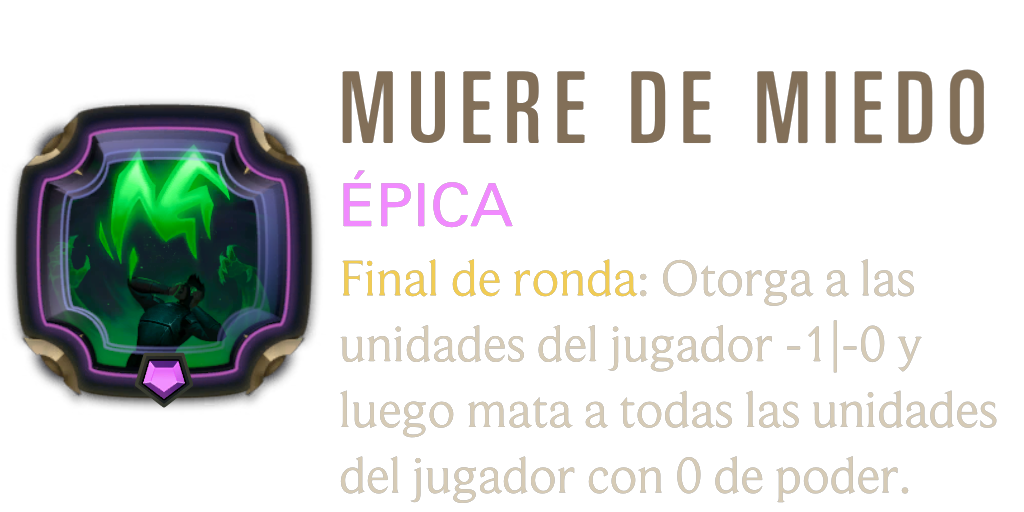 MUERE DE MIEDO
ÉPICA
Final de ronda: Otorga a las
unidades del jugador -1|-0 y
luego mata a todas las unidades
del jugador con 0 de poder.